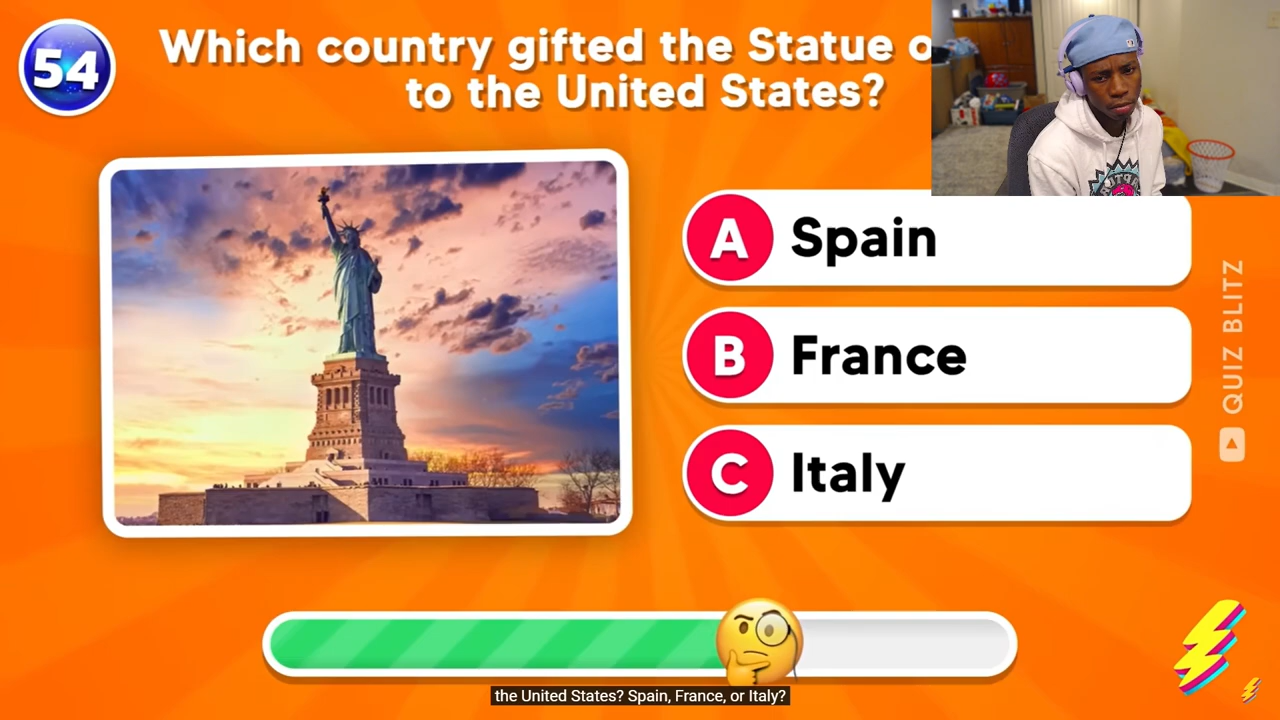 54
Which country gifted the Statue o
to the United States?
A Spain
B France
C Italy
QUIZ BLITZ
the United States? Spain, France, or Italy?